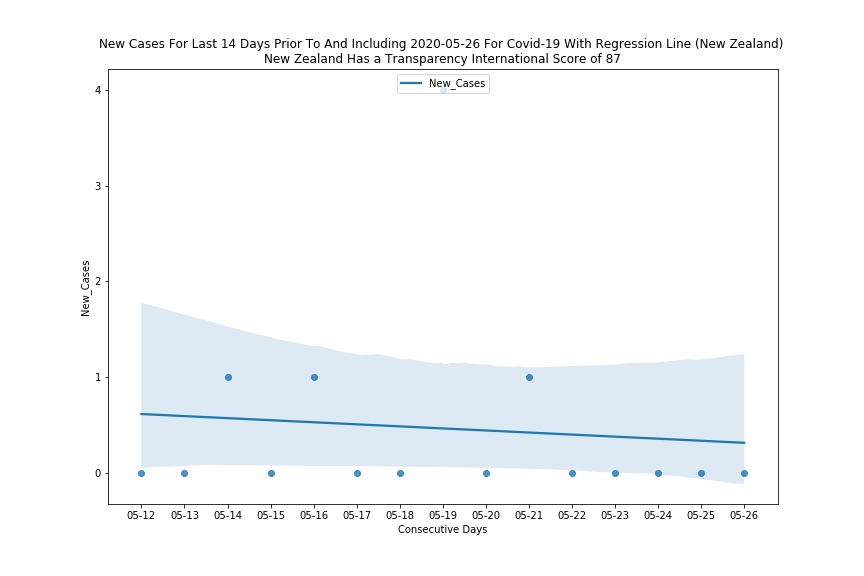 New Cases For Last 14 Days Prior To And Including 2020-05-26 For Covid-19 With Regression Line (New Zealand)
New Zealand Has a Transparency International Score of 87
New_Cases
4
3
2
1
0
New_Cases
05-12 05-13 05-14 05-15 05-16 05-17 05-18 05-19 05-20 05-21 05-22 05-23 05-24 05-25 05-26
Consecutive Days